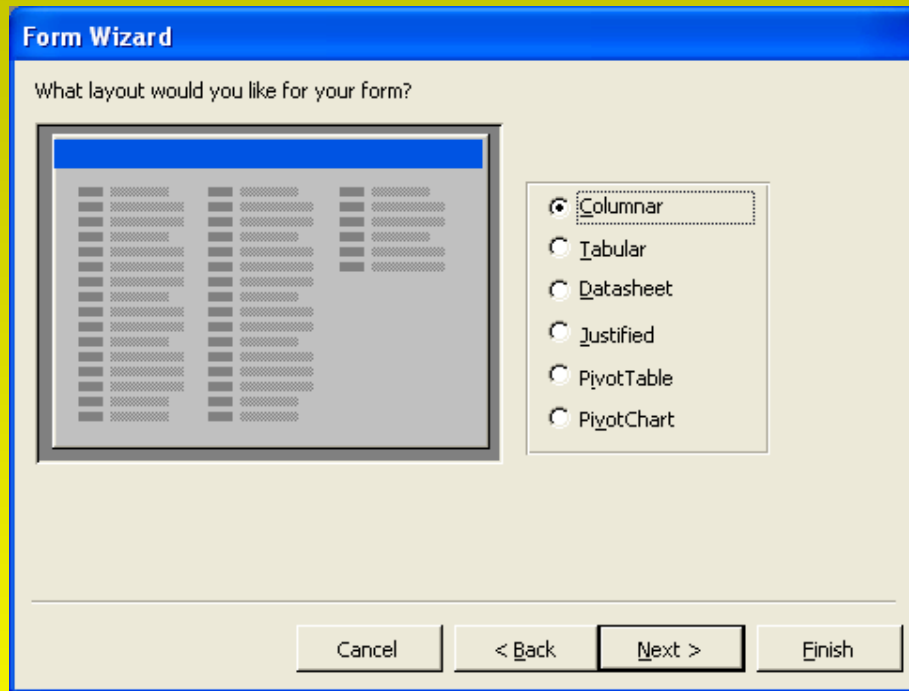 Form Wizard
What layout would you like for your form?
Columnar
Tabular
Datasheet
Justified
PivotTable
PivotChart
Cancel
< Back
Next >
Finish